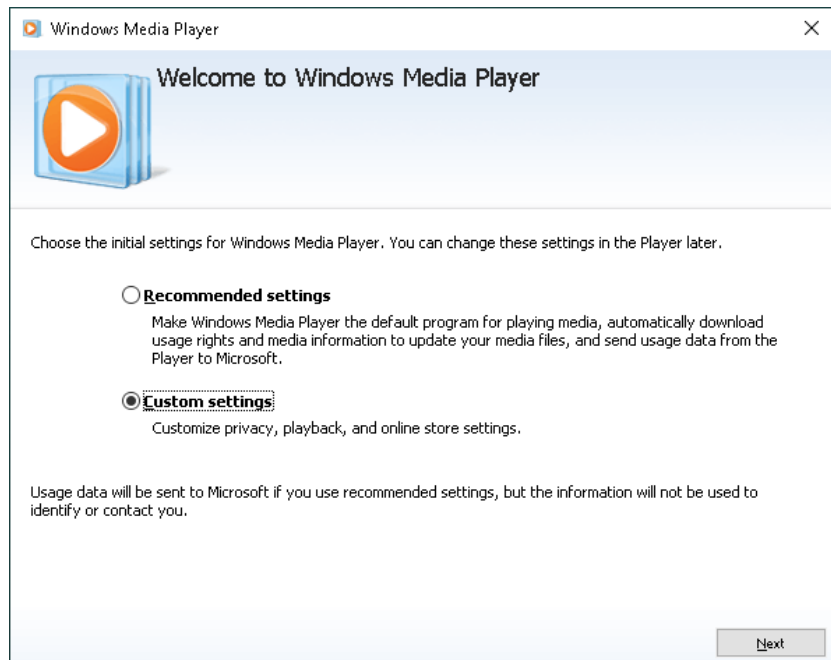 Windows Media Player
Welcome to Windows Media Player
Choose the initial settings for Windows Media Player. You can change these settings in the Player later.
Recommended settings
Make Windows Media Player the default program for playing media, automatically download
usage rights and media information to update your media files, and send usage data from the
Player to Microsoft.
Custom settings
Customize privacy, playback, and online store settings.
Usage data will be sent to Microsoft if you use recommended settings, but the information will not be used to
identify or contact you.
Next